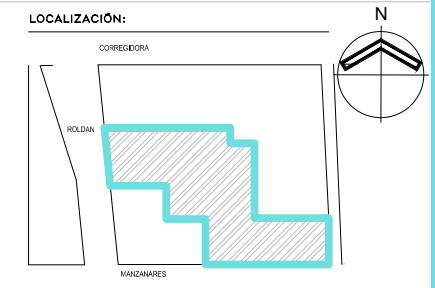 LOCALIZACIÓN:
N
CORREGIDORA
ROLDAN
MANZANARES